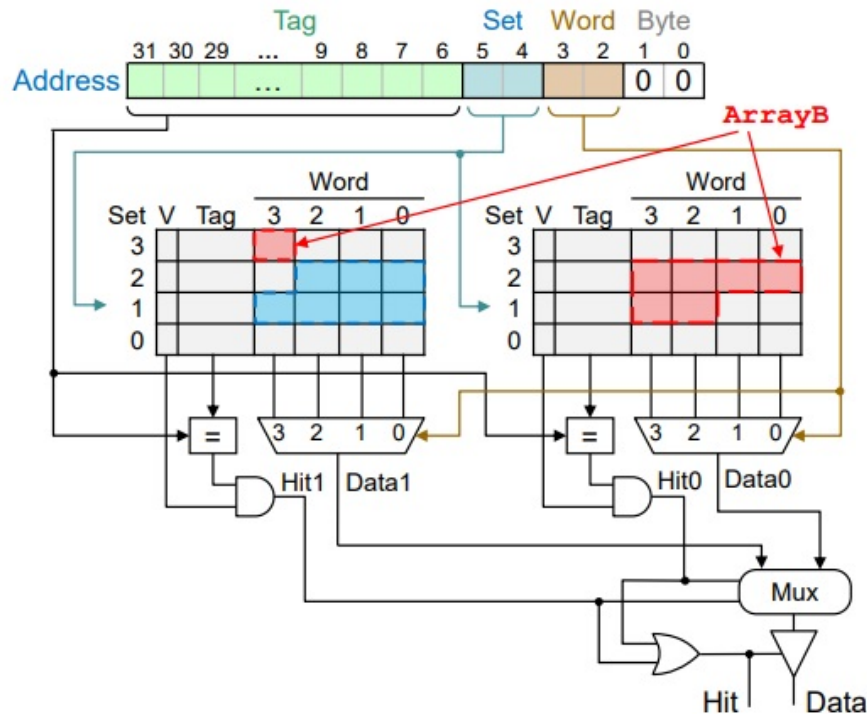 Tag Set Word Byte
31 30 29 ... 9 8 7 6 5 4 3 2 1 0
Address ... 0 0
ArrayB
Word Word
Set V Tag 3 2 1 0 Set V Tag 3 2 1 0
3 3
2 2
1 1
0 0
= 3 2 1 0 = 3 2 1 0
Hit1 Data1 Hit0 Data0
Mux
Hit Data